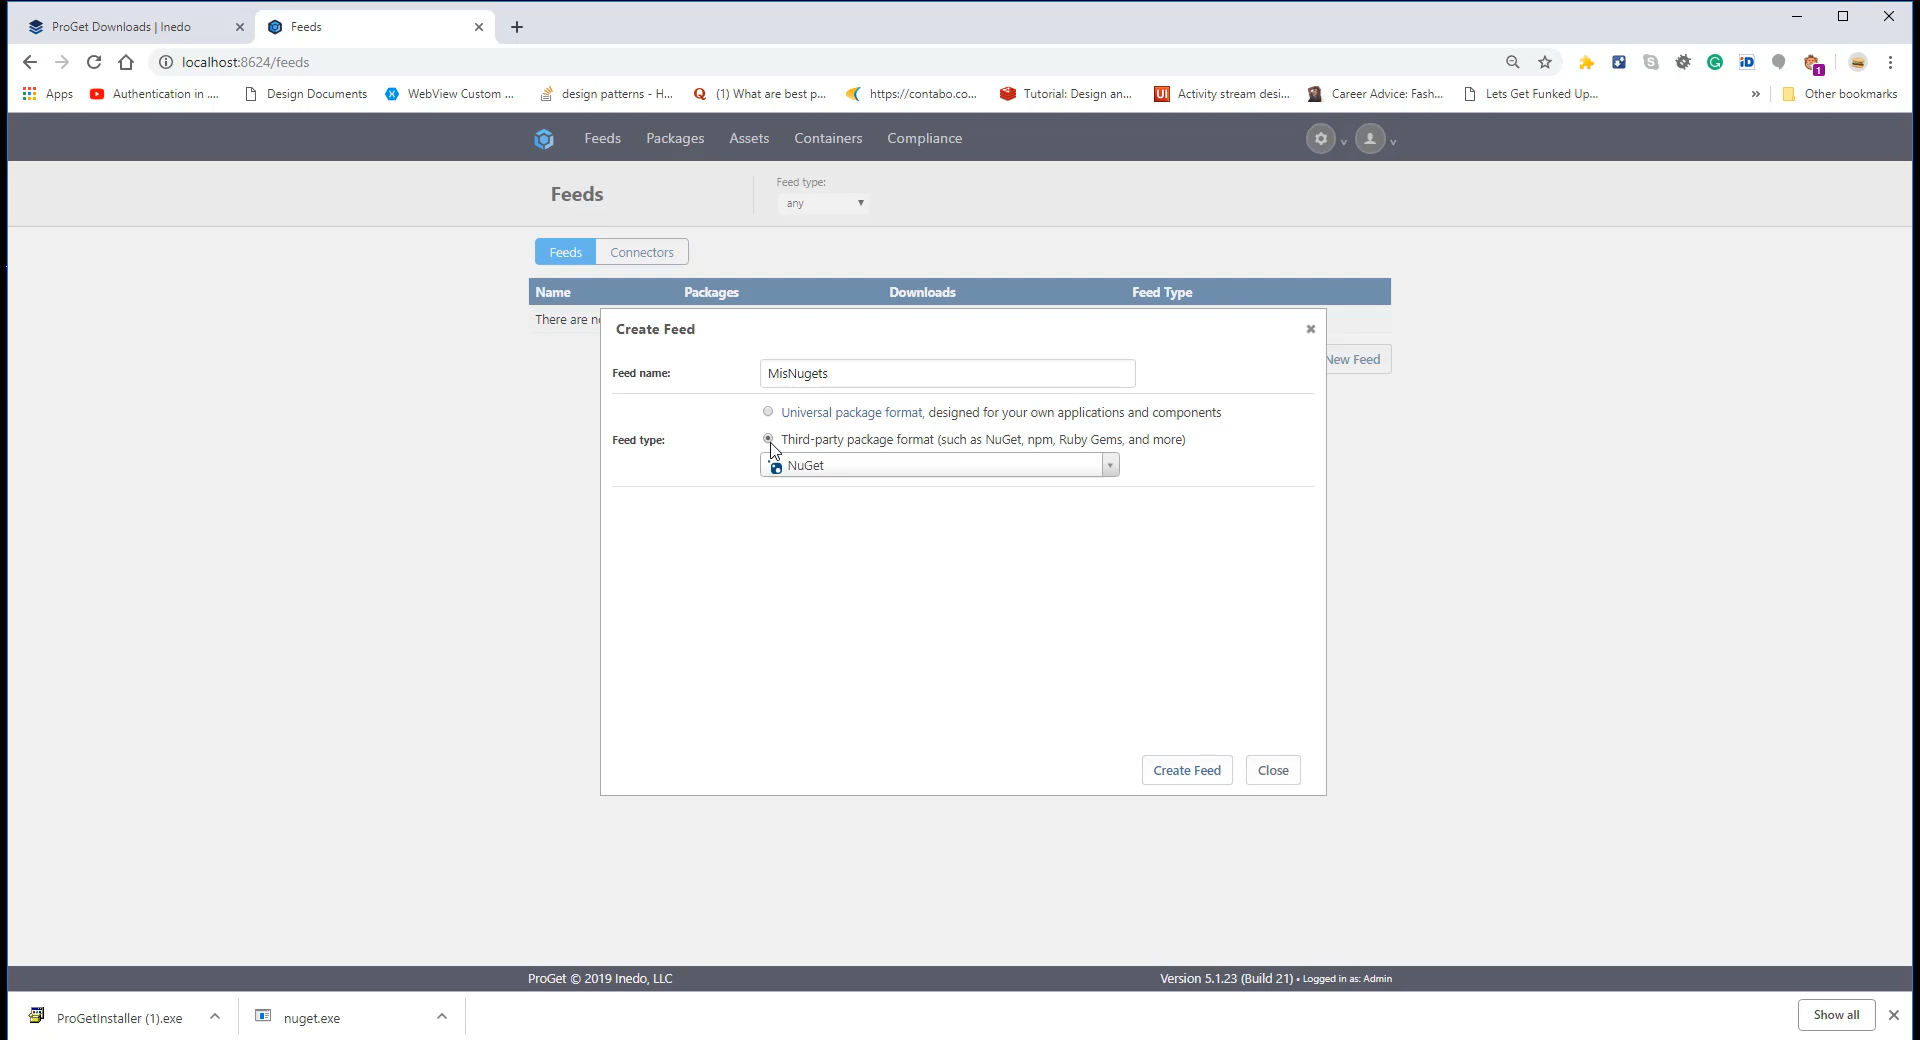 ProGet Downloads | Inedo
Feeds
localhost:8624/feeds
1
Apps
Authentication in ....
Design Documents
WebView Custom ...
design patterns - H...
(1) What are best p...
https://contabo.co...
Tutorial: Design an...
Activity stream desi...
Career Advice: Fash...
Lets Get Funked Up...
»
Other bookmarks
Feeds
Packages
Assets
Containers
Compliance
Feeds
Feed type:
any
Feeds
Connectors
Name
Packages
Downloads
Feed Type
There are
New Feed
Create Feed
Feed name:
MisNugets
Universal package format, designed for your own applications and components
Feed type:
Third-party package format (such as NuGet, npm, Ruby Gems, and more)
NuGet
Create Feed
Close
ProGet © 2019 Inedo, LLC
Version 5.1.23 (Build 21) • Logged in as: Admin
ProGetInstaller (1).exe
nuget.exe
Show all